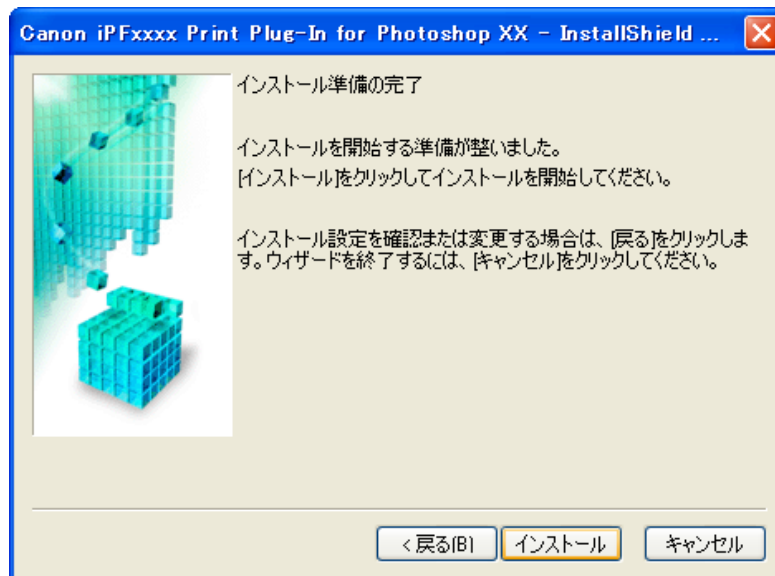 Canon iPFxxxx Print Plug-In for Photoshop XX - InstallShield ...
インストール準備の完了
インストールを開始する準備が整いました。
[インストール]をクリックしてインストールを開始してください。
インストール設定を確認または変更する場合は、[戻る]をクリックしま
す。ウィザードを終了するには、[キャンセル]をクリックしてください。
< 戻る(B) インストール キャンセル